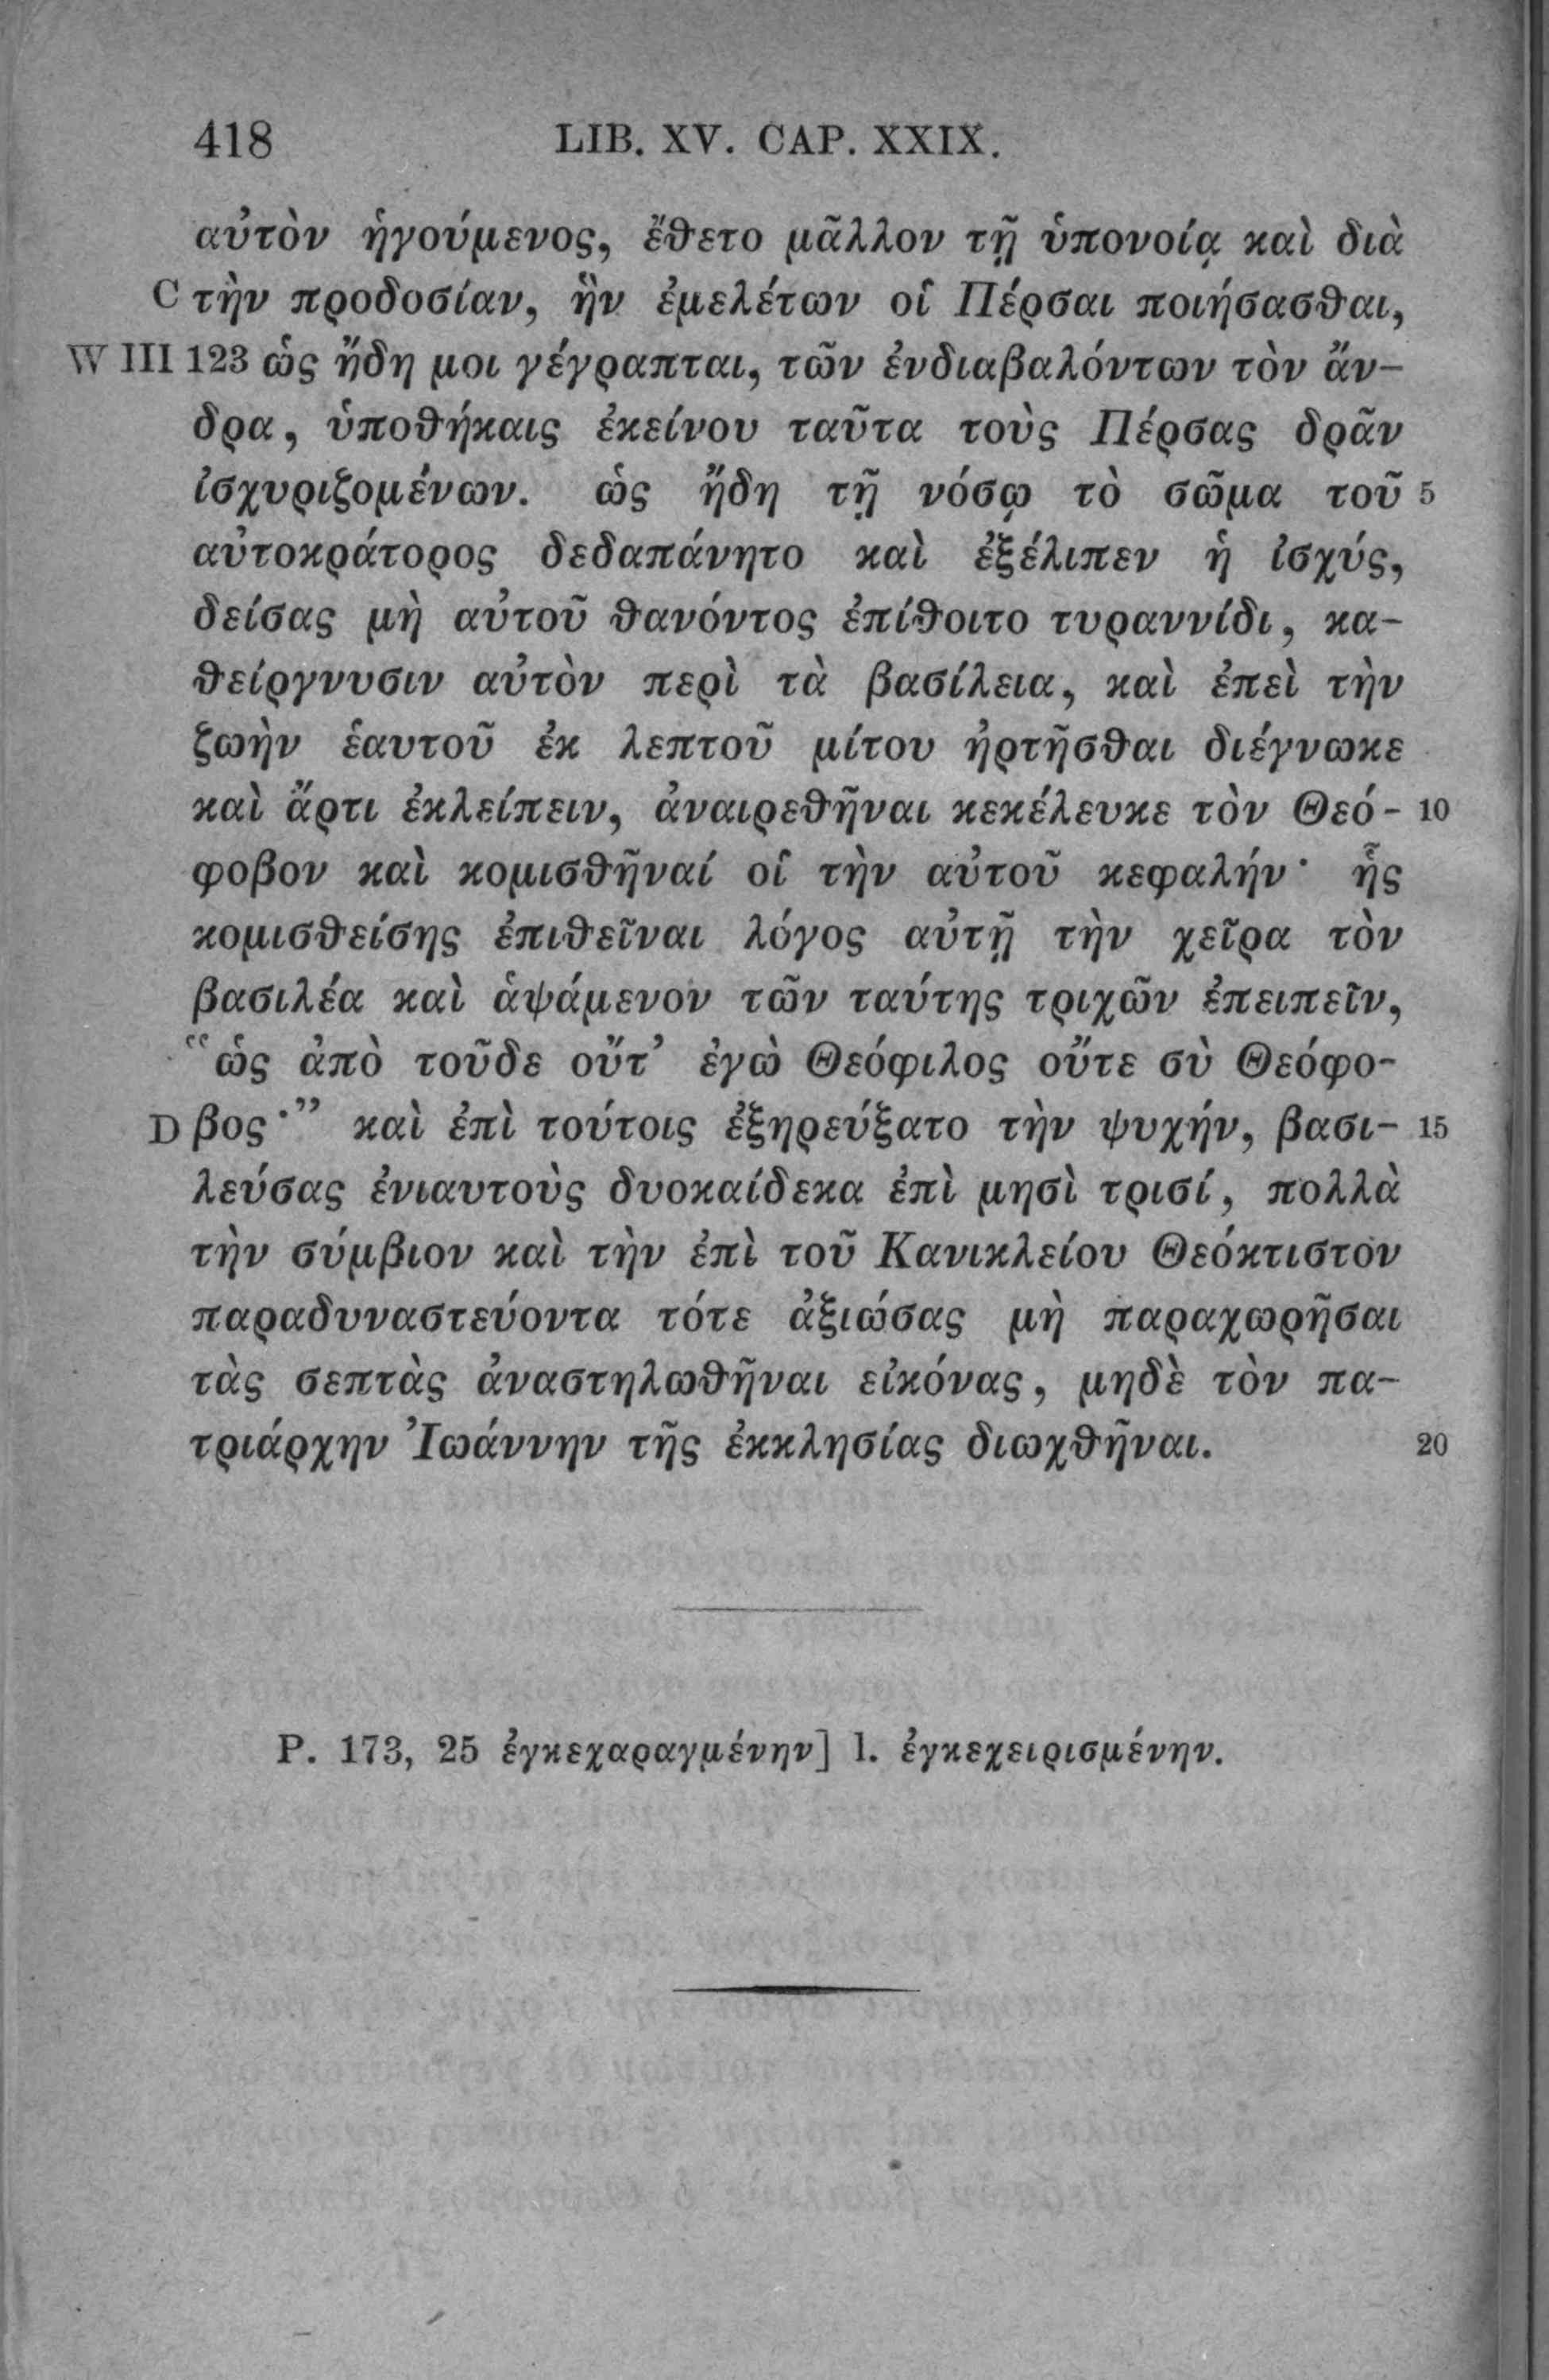 418 LIB. XV. CAP. XXIX.
αὐτὸν ἡγούμενος, ἔθετο μᾶλλον τῇ ὑπονοίᾳ καὶ διὰ
C τὴν προδοσίαν, ἣν ἐμελέτων οἱ Πέρσαι ποιήσασθαι,
W III 123 ὡς ἤδη μοι γέγραπται, τῶν ἐνδιαβαλόντων τὸν ἄν-
δρα, ὑποθήκαις ἐκείνου ταῦτα τοὺς Πέρσας δρᾶν
ἰσχυριζομένων. ὡς ἤδη τῇ νόσῳ τὸ σῶμα τοῦ 5
αὐτοκράτορος δεδαπάνητο καὶ ἐξέλιπεν ἡ ἰσχύς,
δείσας μὴ αὐτοῦ θανόντος ἐπίθοιτο τυραννίδι, κα-
θείργνυσιν αὐτὸν περὶ τὰ βασίλεια, καὶ ἐπεὶ τὴν
ζωὴν ἑαυτοῦ ἐκ λεπτοῦ μίτου ἠρτῆσθαι διέγνωκε
καὶ ἄρτι ἐκλείπειν, ἀναιρεθῆναι κεκέλευκε τὸν Θεό- 10
φοβον καὶ κομισθῆναί οἱ τὴν αὐτοῦ κεφαλήν· ἧς
κομισθείσης ἐπιθεῖναι λόγος αὐτῇ τὴν χεῖρα τὸν
βασιλέα καὶ ἁψάμενον τῶν ταύτης τριχῶν ἐπειπεῖν,
“ὡς ἀπὸ τοῦδε οὔτ’ ἐγὼ Θεόφιλος οὔτε σὺ Θεόφο-
D βος·” καὶ ἐπὶ τούτοις ἐξηρεύξατο τὴν ψυχήν, βασι- 15
λεύσας ἐνιαυτοὺς δυοκαίδεκα ἐπὶ μησὶ τρισί, πολλὰ
τὴν σύμβιον καὶ τὴν ἐπὶ τοῦ Κανικλείου Θεόκτιστον
παραδυναστεύοντα τότε ἀξιώσας μὴ παραχωρῆσαι
τὰς σεπτὰς ἀναστηλωθῆναι εἰκόνας, μηδὲ τὸν πα-
τριάρχην Ἰωάννην τῆς ἐκκλησίας διωχθῆναι. 20
P. 173, 25 ἐγκεχαραγμένην] l. ἐγκεχειρισμένην.